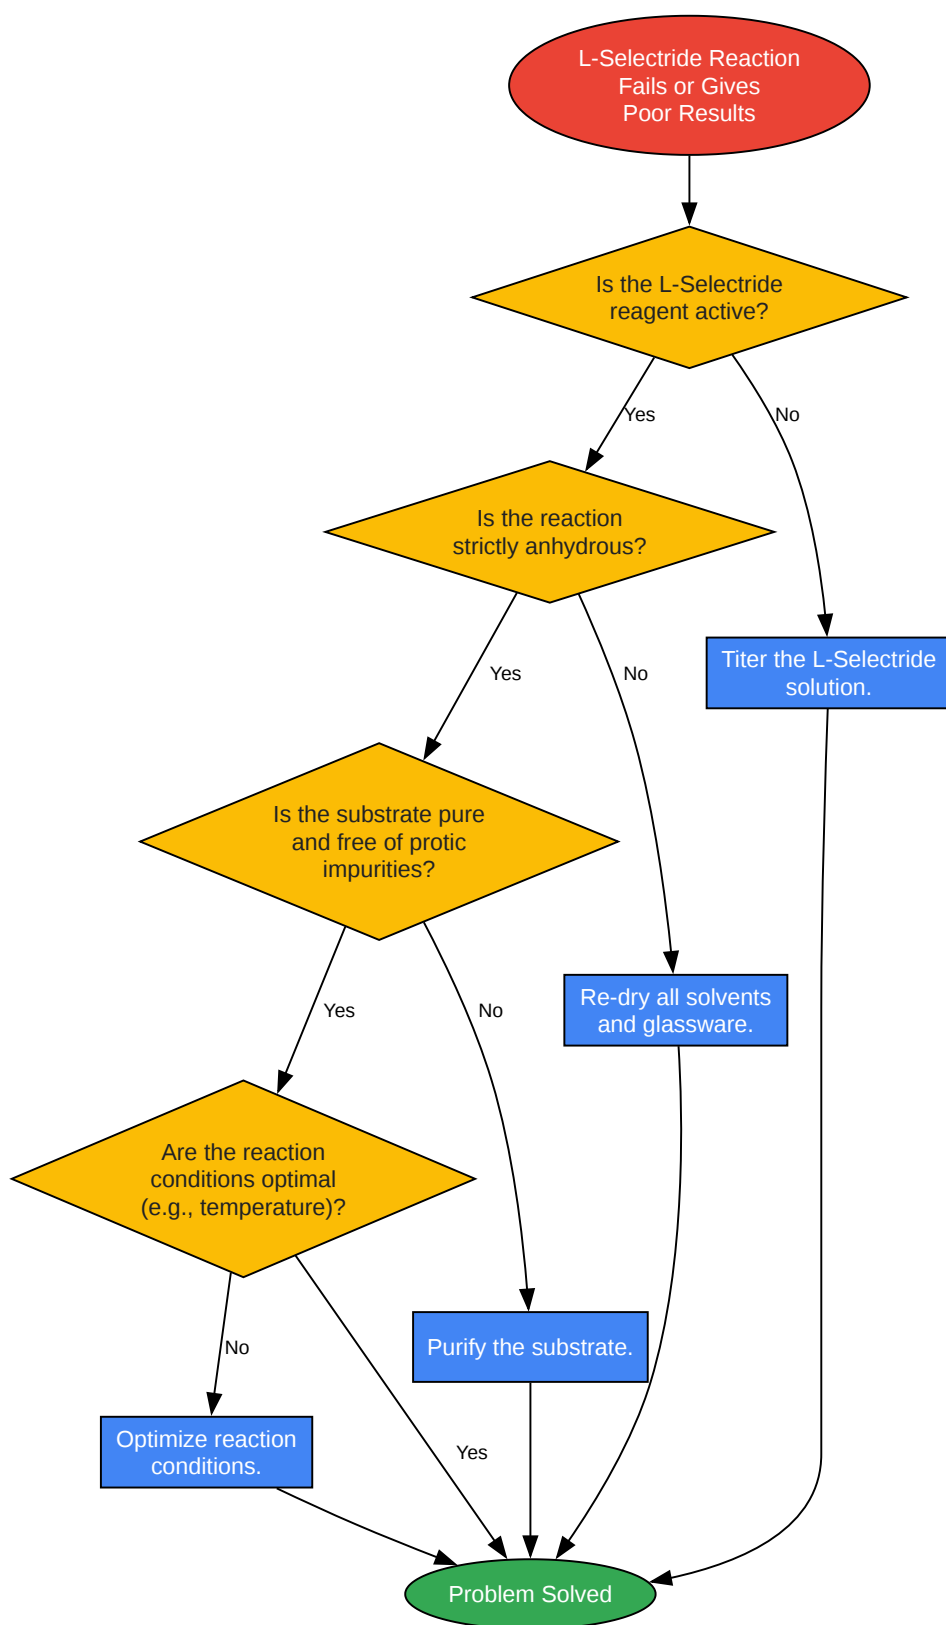 L-Selectride Reaction
Fails or Gives
Poor Results
Is the L-Selectride
reagent active?
Yes
No
Is the reaction
strictly anhydrous?
Yes
No
Titer the L-Selectride
solution.
Is the substrate pure
and free of protic
impurities?
Yes
No
Re-dry all solvents
and glassware.
Are the reaction
conditions optimal
(e.g., temperature)?
No
Yes
Purify the substrate.
Optimize reaction
conditions.
Problem Solved